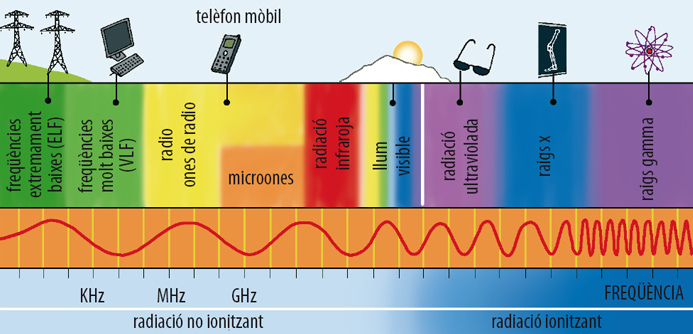 telèfon mòbil
freqüències
extremament
baixes (ELF)
freqüències
molt baixes
(VLF)
radio
ones de radio
microones
radiació
infraroja
llum
visible
radiació
ultraviolada
raigs x
raigs gamma
KHz
MHz
GHz
FREQÜÈNCIA
radiació no ionitzant
radiació ionitzant